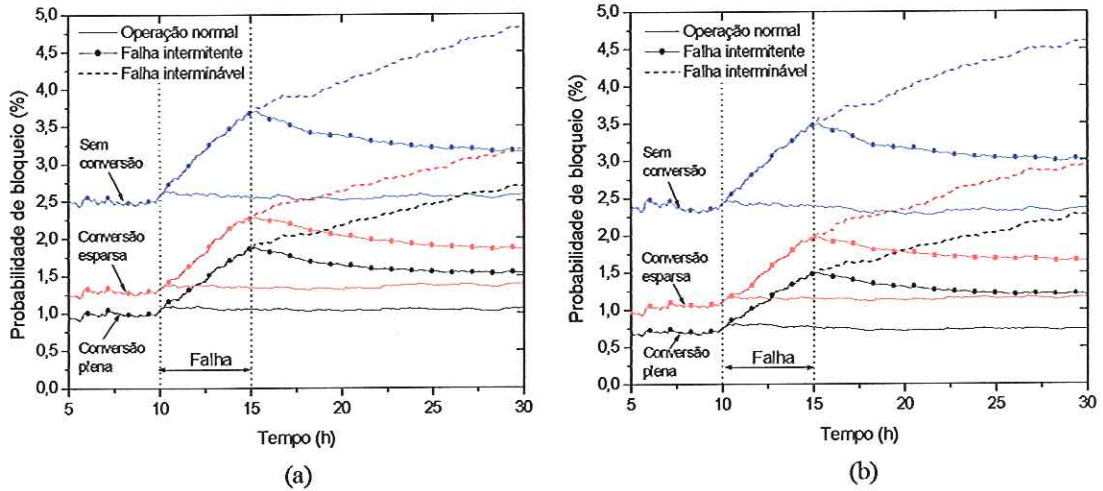 5,0
4,5
4,0
3,5
3,0
2,5
2,0
1,5
1,0
0,5
0,0
Probabilidade de bloqueio (%)
Operação normal
Falha intermitente
Falha interminável
Sem
conversão
Conversão
esparsa
Conversão
plena
Falha
5 10 15 20 25 30
Tempo (h)
(a)
5,0
4,5
4,0
3,5
3,0
2,5
2,0
1,5
1,0
0,5
0,0
Probabilidade de bloqueio (%)
Operação normal
Falha intermitente
Falha interminável
Sem
conversão
Conversão
esparsa
Conversão
plena
Falha
5 10 15 20 25 30
Tempo (h)
(b)